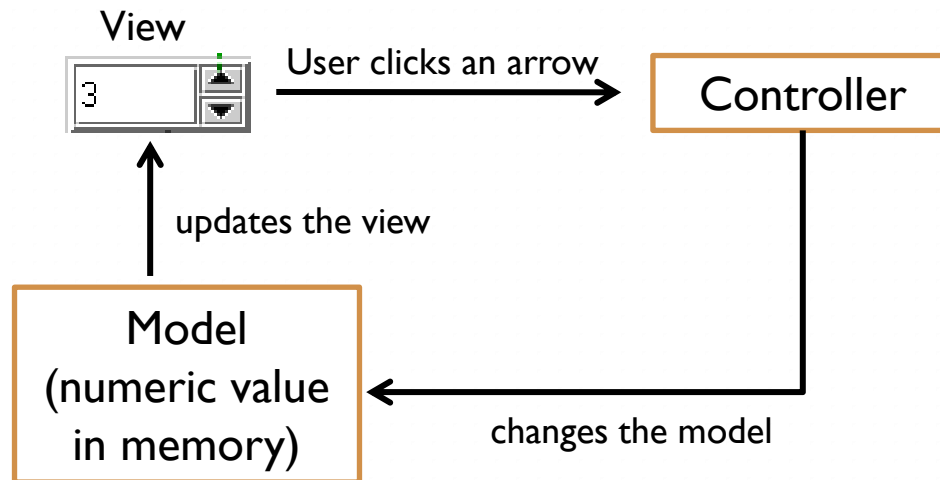 View
3
User clicks an arrow
Controller
updates the view
Model
(numeric value
in memory)
changes the model